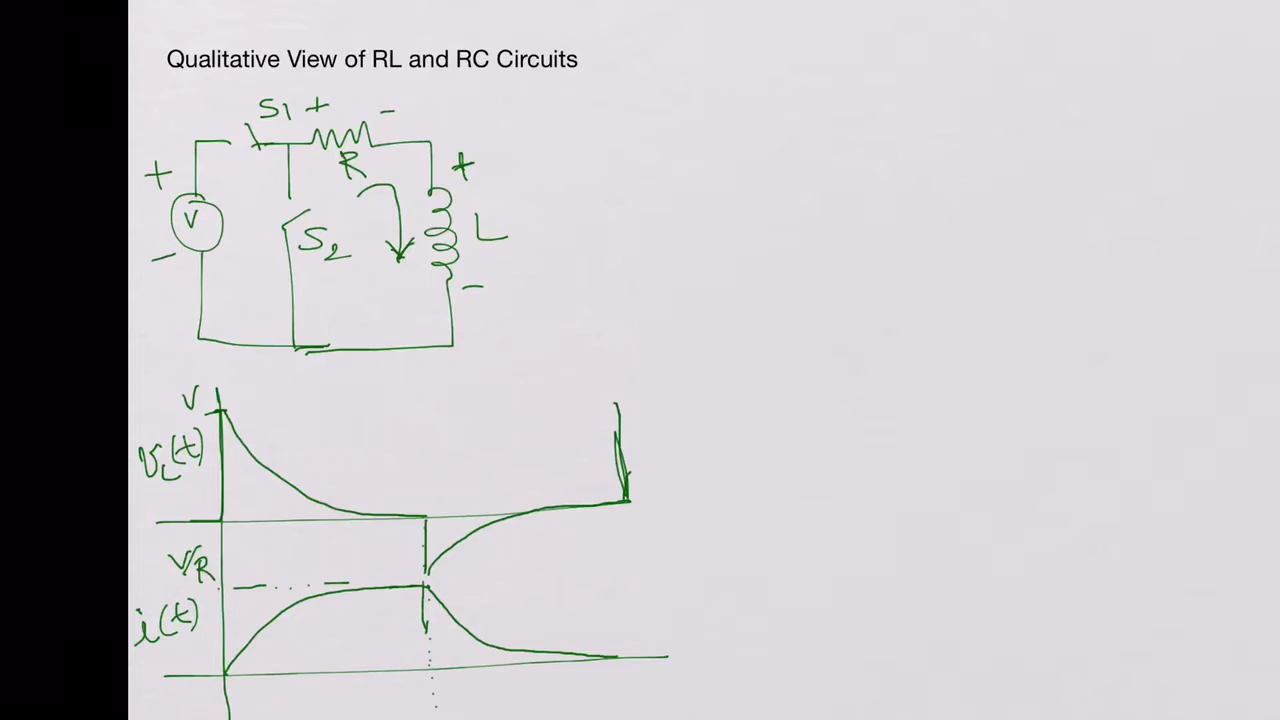 Qualitative View of RL and RC Circuits
S1 + -
R
+ +
V
S2
L
- -
V
vL(t)
V/R
i(t)